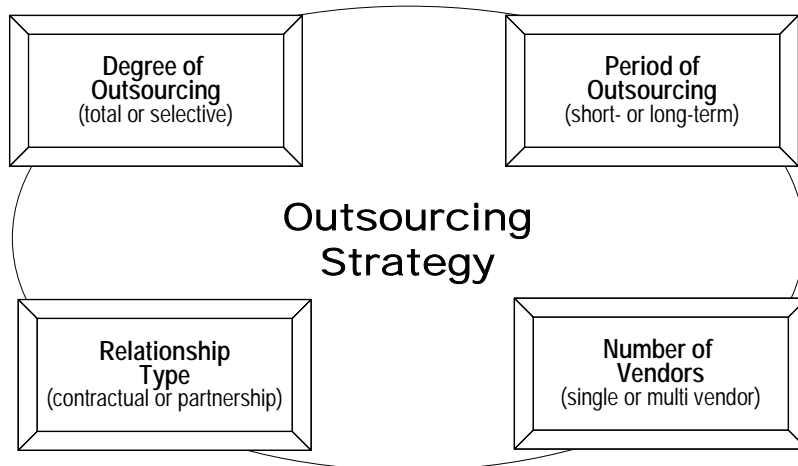 Degree of
Outsourcing
(total or selective)
Period of
Outsourcing
(short- or long-term)
Outsourcing
Strategy
Relationship
Type
(contractual or partnership)
Number of
Vendors
(single or multi vendor)